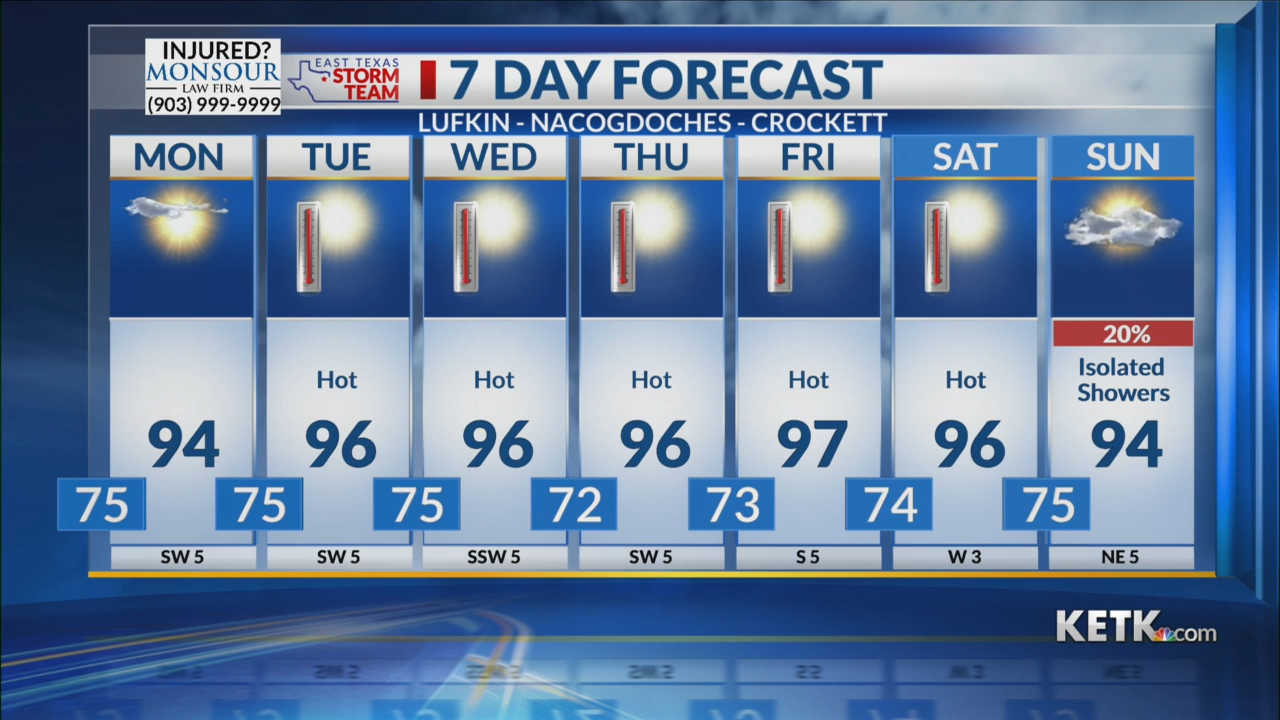 INJURED?
MONSOUR
LAW FIRM
(903) 999-9999
EAST TEXAS
STORM
TEAM
7 DAY FORECAST
LUFKIN - NACOGDOCHES - CROCKETT
MON TUE WED THU FRI SAT SUN
20%
Hot Hot Hot Hot Hot Isolated Showers
94 96 96 96 97 96 94
75 75 75 72 73 74 75
SW 5 SW 5 SSW 5 SW 5 S 5 W 3 NE 5
KETK.com